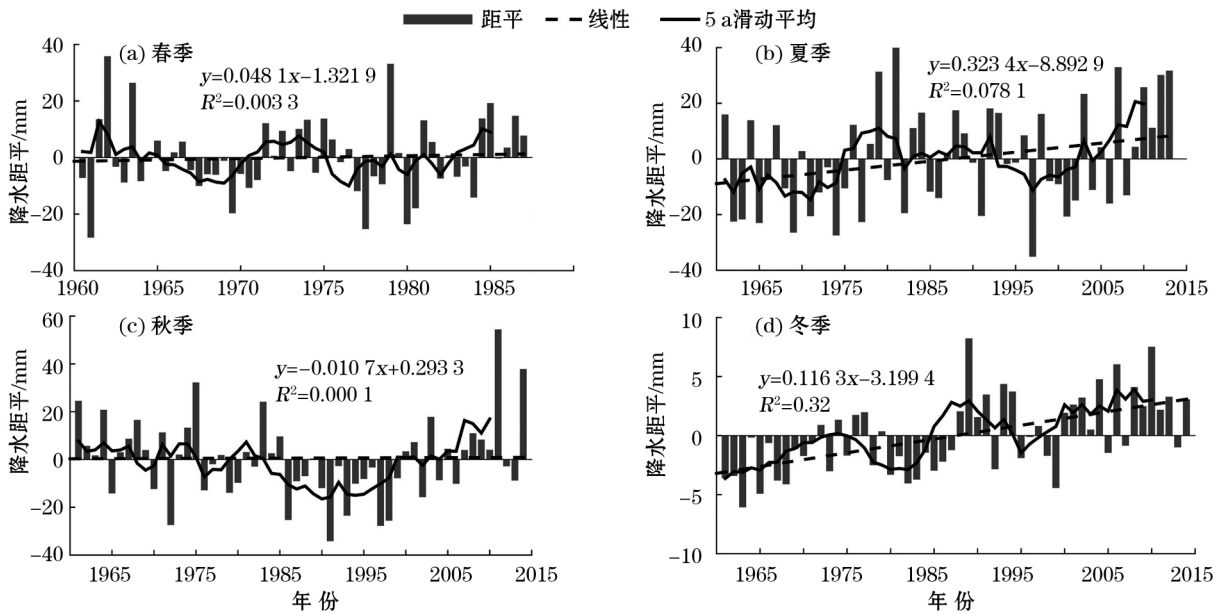 距平 线性 5 a滑动平均
(a) 春季
y=0.048 1x−1.321 9
R²=0.003 3
降水距平/mm
40
20
0
−20
−40
1960 1965 1970 1975 1980 1985
(b) 夏季
y=0.323 4x−8.892 9
R²=0.078 1
降水距平/mm
40
20
0
−20
−40
1965 1975 1985 1995 2005 2015
(c) 秋季
y=−0.010 7x+0.293 3
R²=0.000 1
降水距平/mm
60
40
20
0
−20
−40
1965 1975 1985 1995 2005 2015
年 份
(d) 冬季
y=0.116 3x−3.199 4
R²=0.32
降水距平/mm
10
5
0
−5
−10
1965 1975 1985 1995 2005 2015
年 份